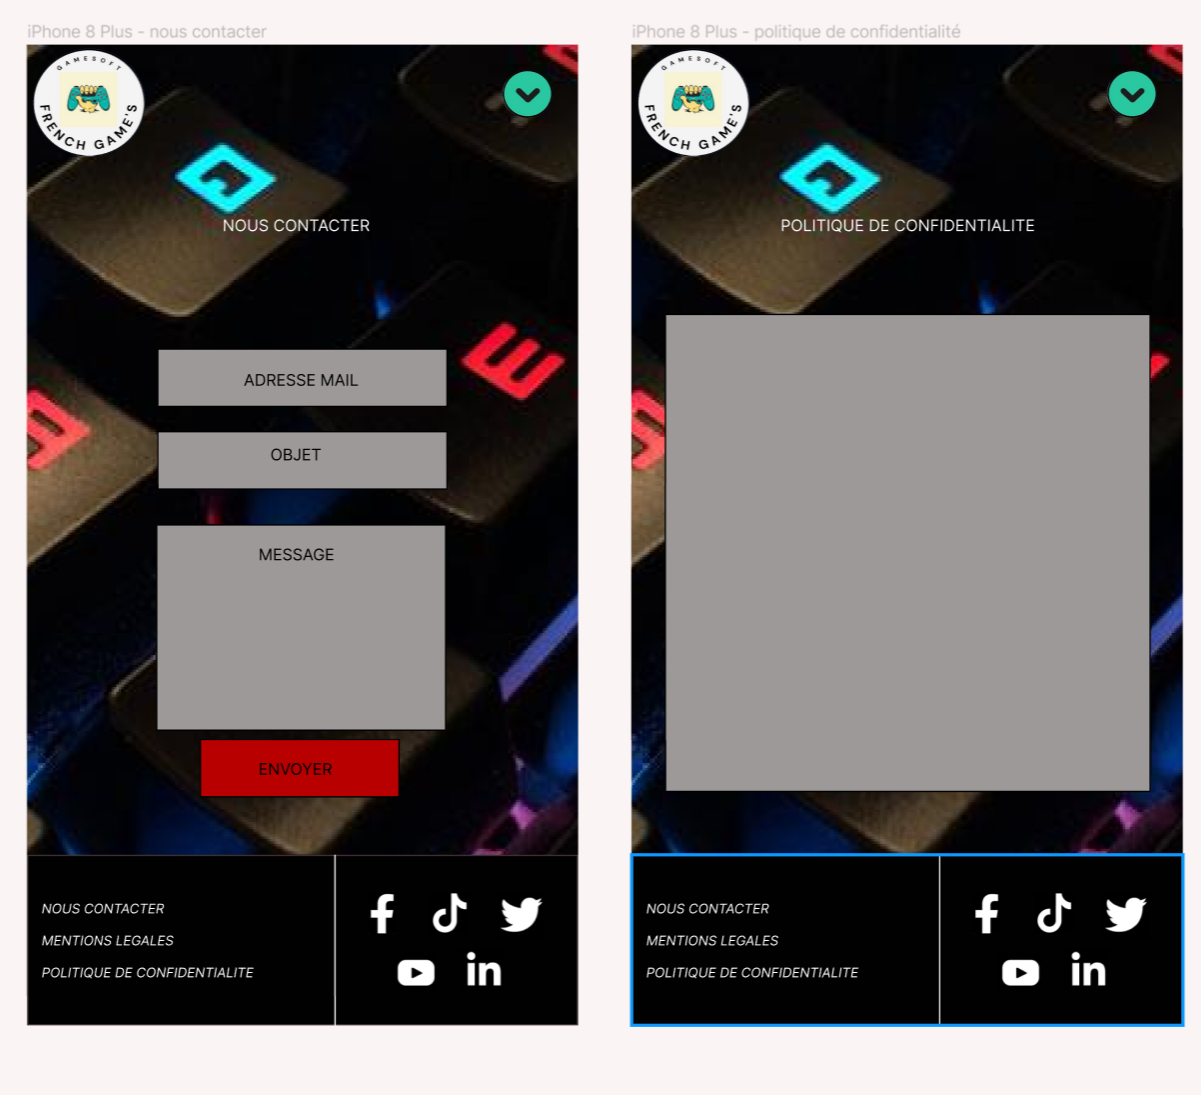 iPhone 8 Plus - nous contacter
GAMESOFT
FRENCH GAME'S
NOUS CONTACTER
E
ADRESSE MAIL
OBJET
MESSAGE
ENVOYER
NOUS CONTACTER
MENTIONS LEGALES
POLITIQUE DE CONFIDENTIALITE
in
iPhone 8 Plus - politique de confidentialité
GAMESOFT
FRENCH GAME'S
POLITIQUE DE CONFIDENTIALITE
NOUS CONTACTER
MENTIONS LEGALES
POLITIQUE DE CONFIDENTIALITE
in